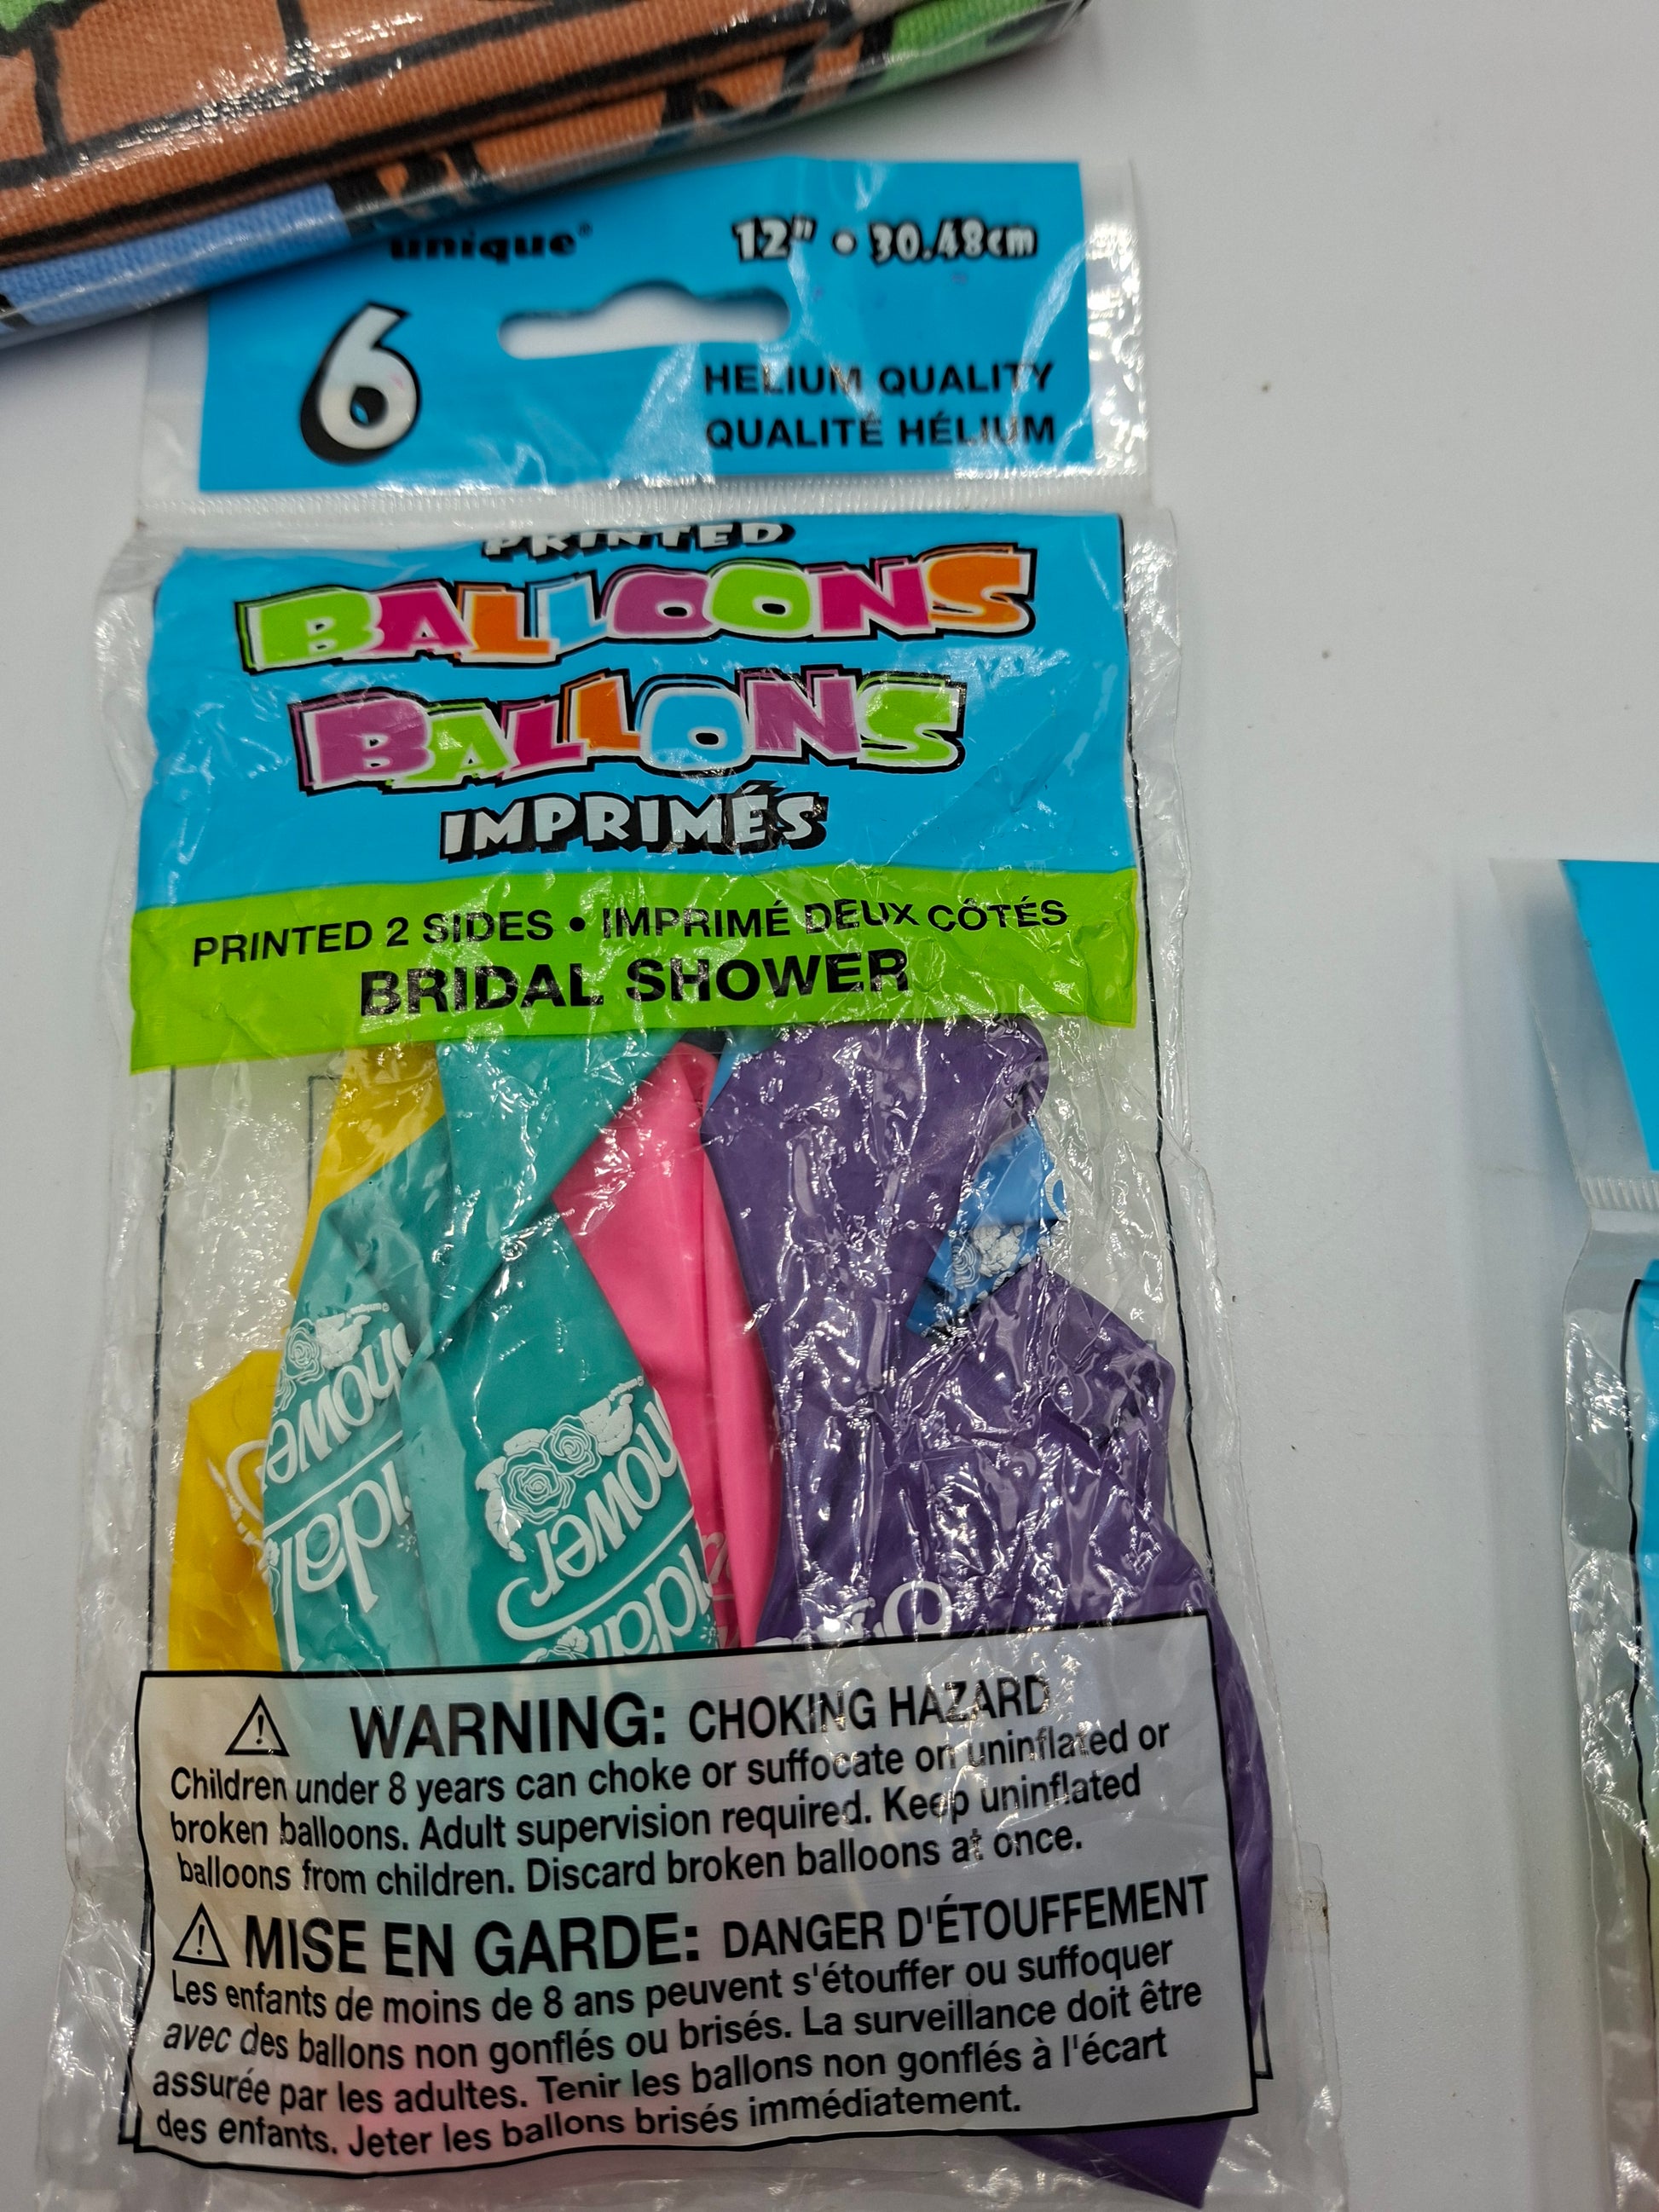 unique®
12" • 30.48cm
6
HELIUM QUALITY
QUALITÉ HÉLIUM
PRINTED
BALLOONS
BALLONS
IMPRIMÉS
PRINTED 2 SIDES • IMPRIMÉ DEUX CÔTÉS
BRIDAL SHOWER
⚠ WARNING: CHOKING HAZARD
Children under 8 years can choke or suffocate on uninflated or
broken balloons. Adult supervision required. Keep uninflated
balloons from children. Discard broken balloons at once.
⚠ MISE EN GARDE: DANGER D'ÉTOUFFEMENT
Les enfants de moins de 8 ans peuvent s'étouffer ou suffoquer
avec des ballons non gonflés ou brisés. La surveillance doit être
assurée par les adultes. Tenir les ballons non gonflés à l'écart
des enfants. Jeter les ballons brisés immédiatement.